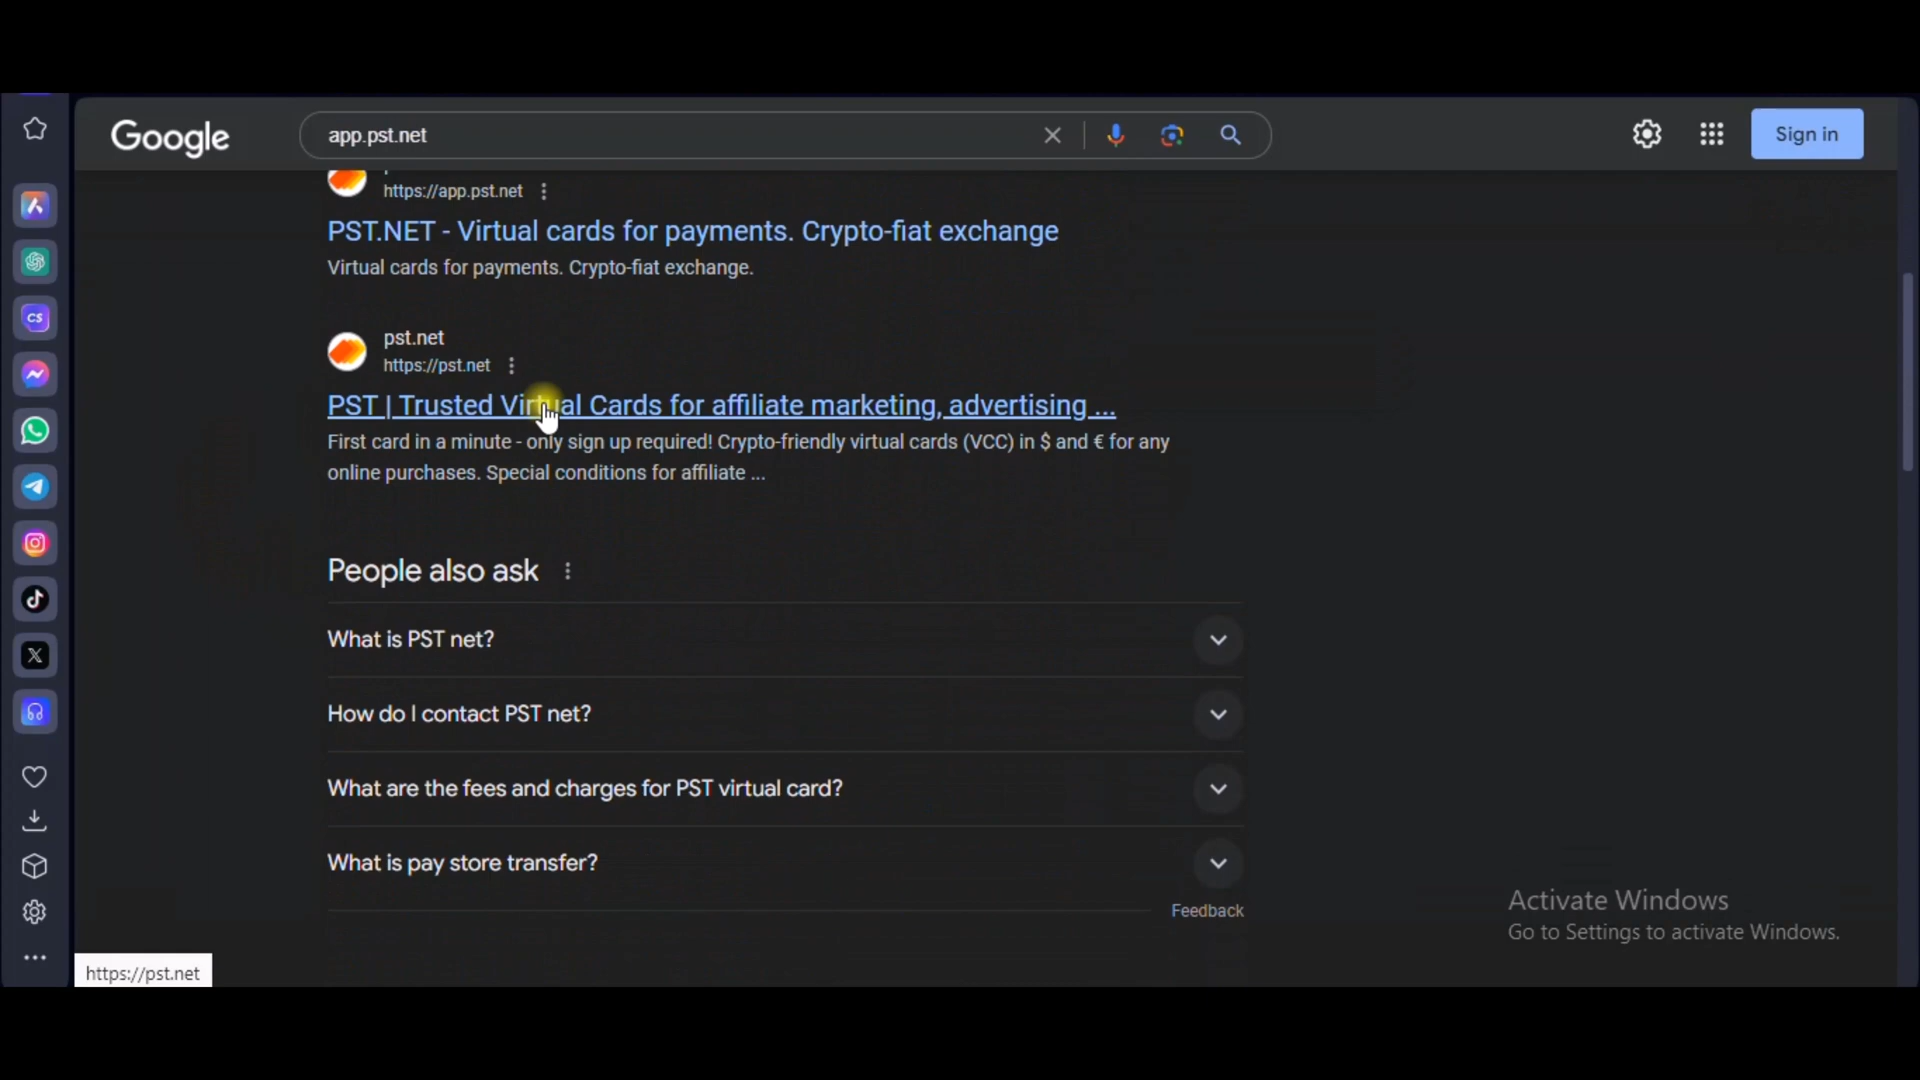 Google
app.pst.net
Sign in
https://app.pst.net
PST.NET - Virtual cards for payments. Crypto-fiat exchange
Virtual cards for payments. Crypto-fiat exchange.
pst.net
https://pst.net
PST | Trusted Virtual Cards for affiliate marketing, advertising ...
First card in a minute - only sign up required! Crypto-friendly virtual cards (VCC) in $ and € for any
online purchases. Special conditions for affiliate ...
People also ask
What is PST net?
How do I contact PST net?
What are the fees and charges for PST virtual card?
What is pay store transfer?
Feedback
Activate Windows
Go to Settings to activate Windows.
https://pst.net
CS